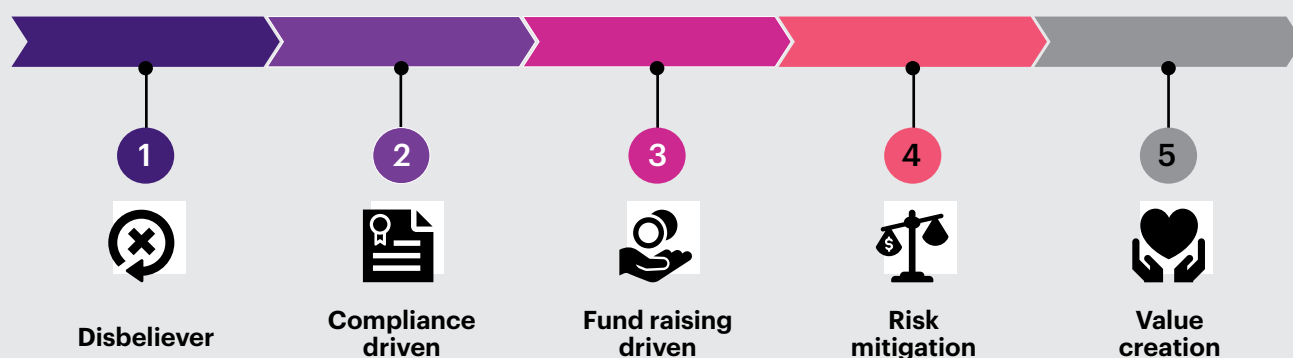 1
2
3
4
5
$
Disbeliever
Compliance
driven
Fund raising
driven
Risk
mitigation
Value
creation